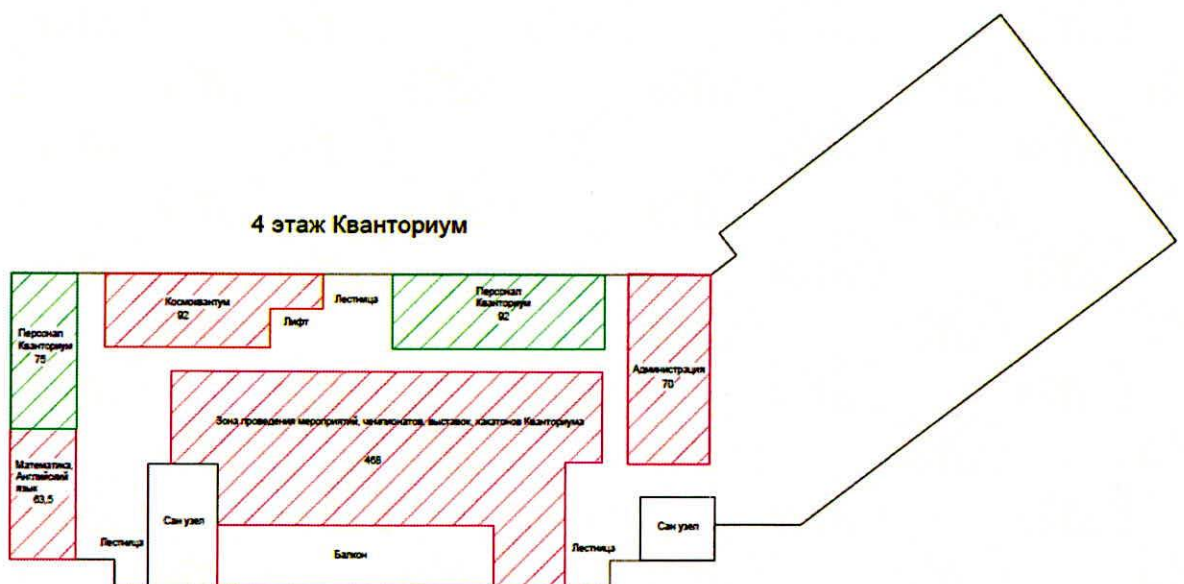 4 этаж Кванториум
Космоквантум
92
Лестница
Персонал
Кванториум
92
Лифт
Персонал
Кванториум
75
Администрация
70
Зона проведения мероприятий, чемпионатов, выставок, хакатонов Кванториума
468
Математика,
Английский
язык
63,5
Сан узел
Лестница
Балкон
Лестница
Сан узел